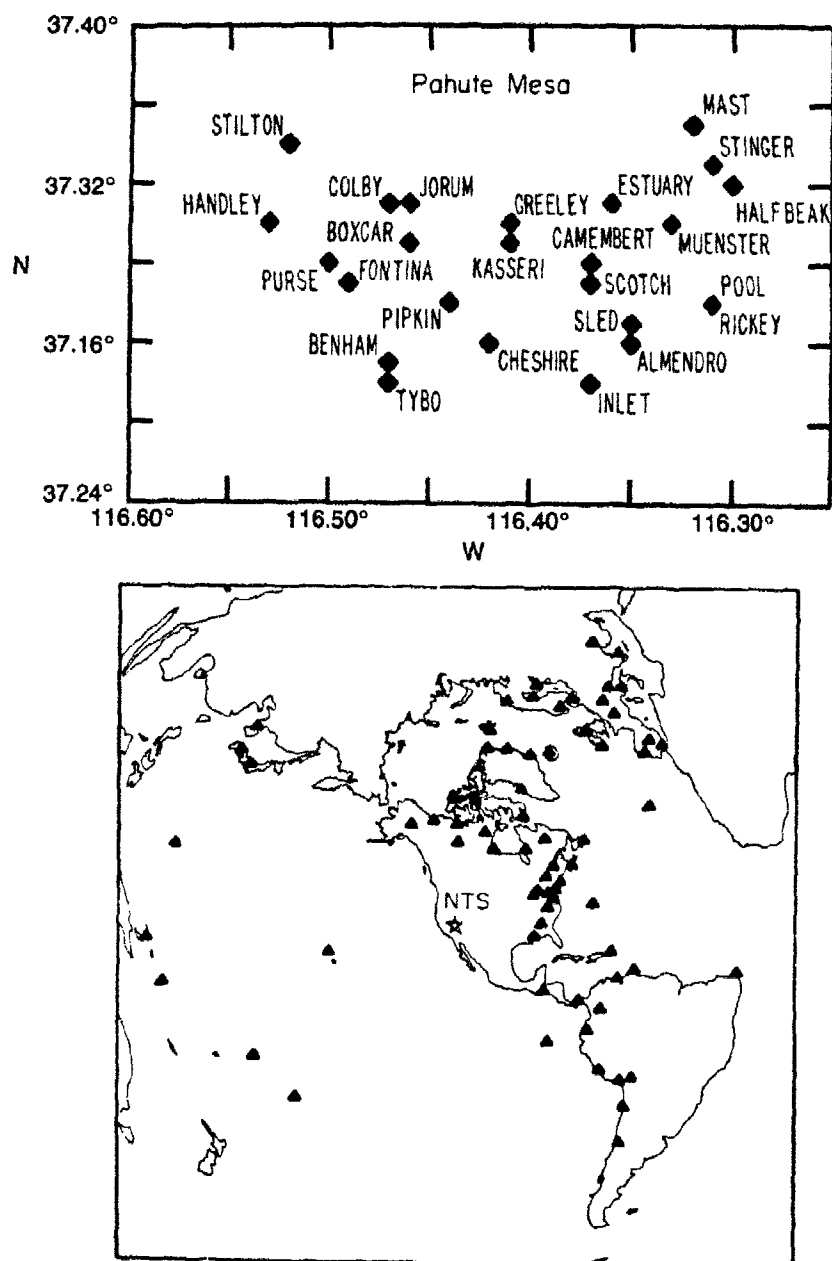 37.40°
Pahute Mesa
MAST
STILTON
STINGER
37.32°
COLBY JORUM ESTUARY
HANDLEY GREELEY HALFBEAK
BOXCAR CAMEMBERT MUENSTER
N
PURSE FONTINA KASSERI SCOTCH POOL
PIPKIN SLED RICKEY
37.16°
BENHAM CHESHIRE ALMENDRO
TYBO INLET
37.24°
116.60° 116.50° 116.40° 116.30°
W
NTS